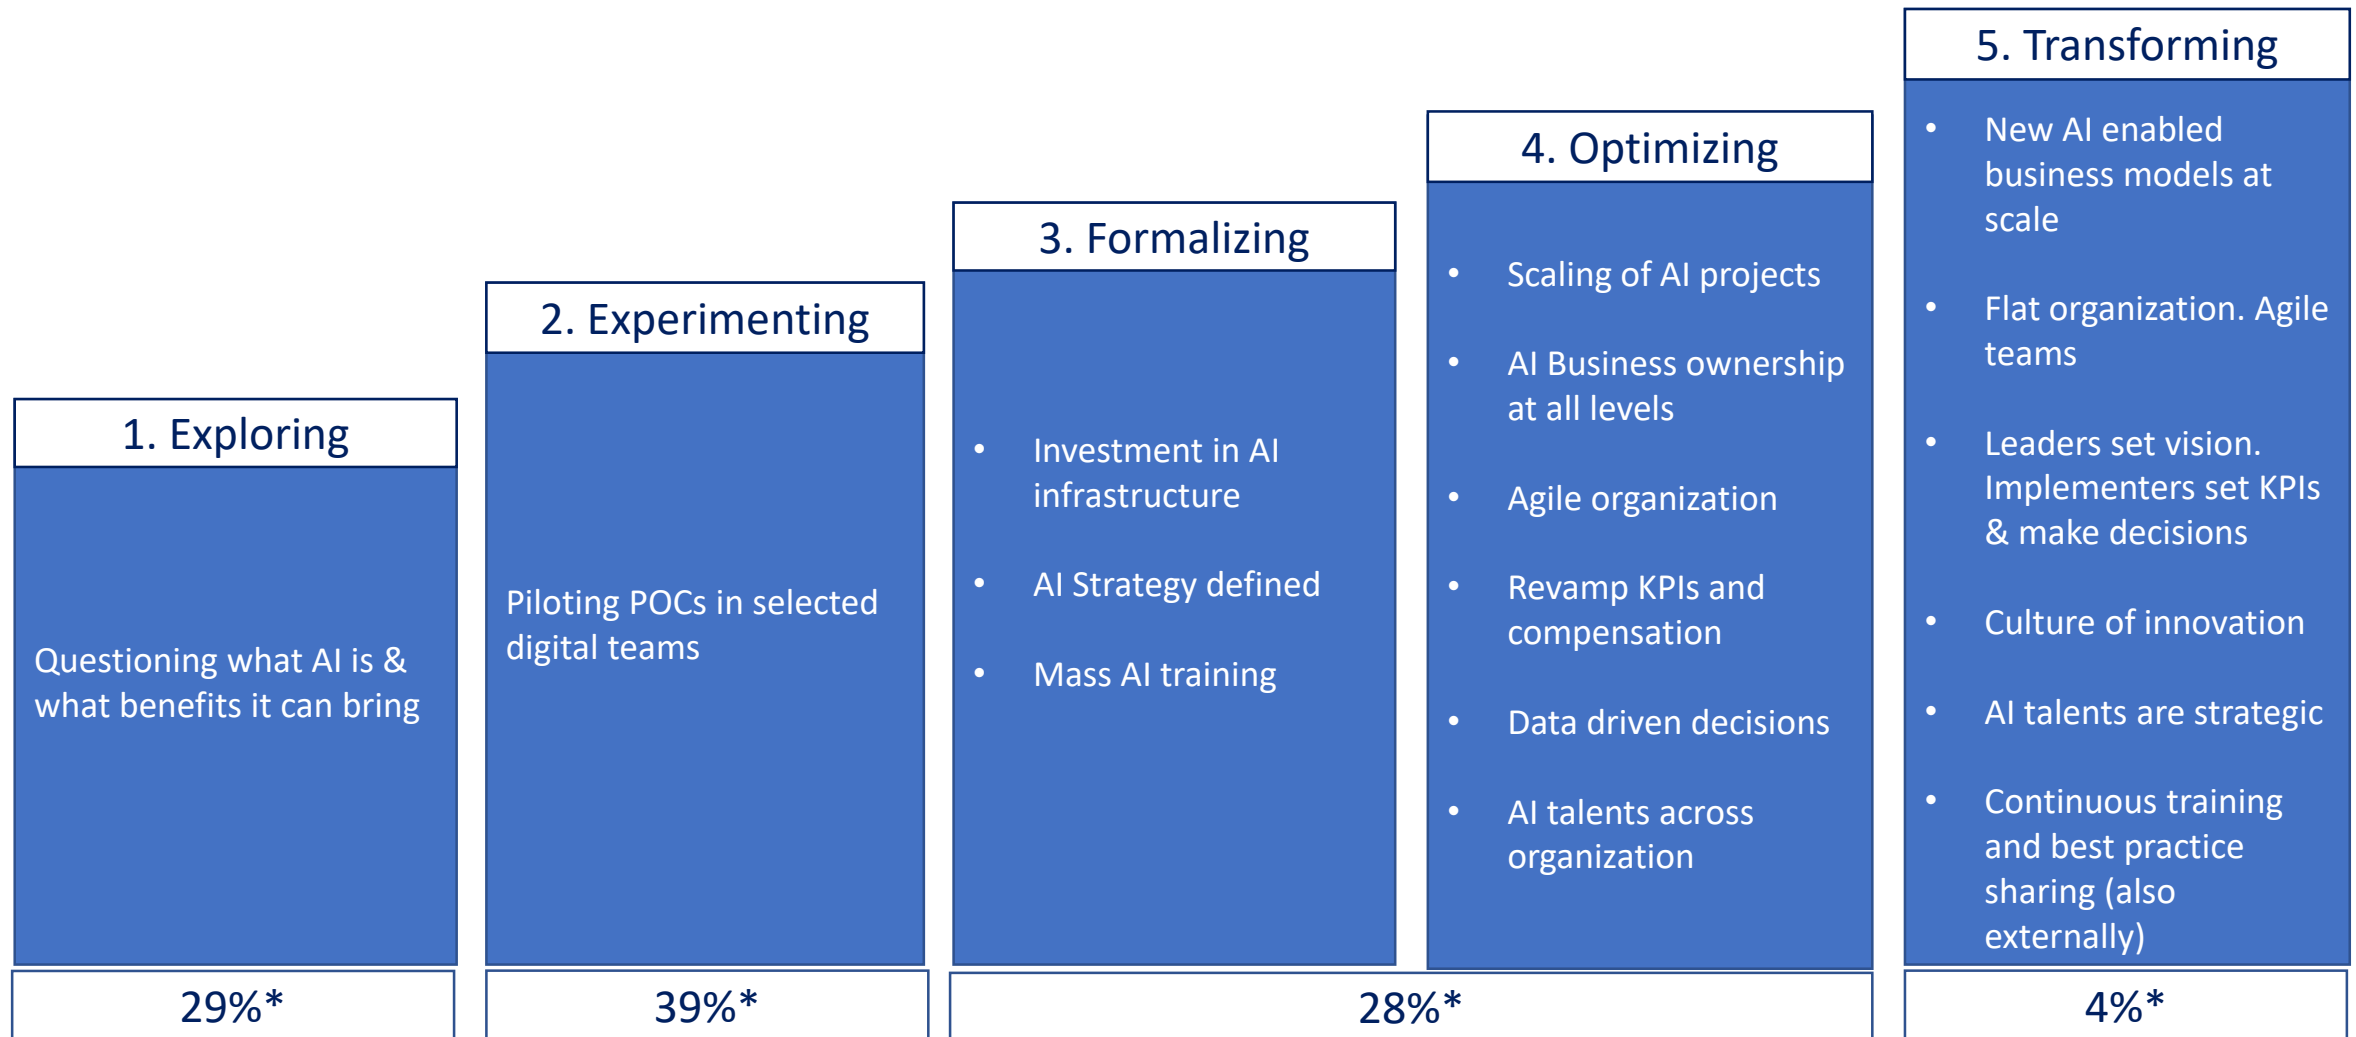 1. Exploring
Questioning what AI is &
what benefits it can bring
29%*
2. Experimenting
Piloting POCs in selected
digital teams
39%*
3. Formalizing
• Investment in AI
infrastructure
• AI Strategy defined
• Mass AI training
4. Optimizing
• Scaling of AI projects
• AI Business ownership
at all levels
• Agile organization
• Revamp KPIs and
compensation
• Data driven decisions
• AI talents across
organization
28%*
5. Transforming
• New AI enabled
business models at
scale
• Flat organization. Agile
teams
• Leaders set vision.
Implementers set KPIs
& make decisions
• Culture of innovation
• AI talents are strategic
• Continuous training
and best practice
sharing (also
externally)
4%*